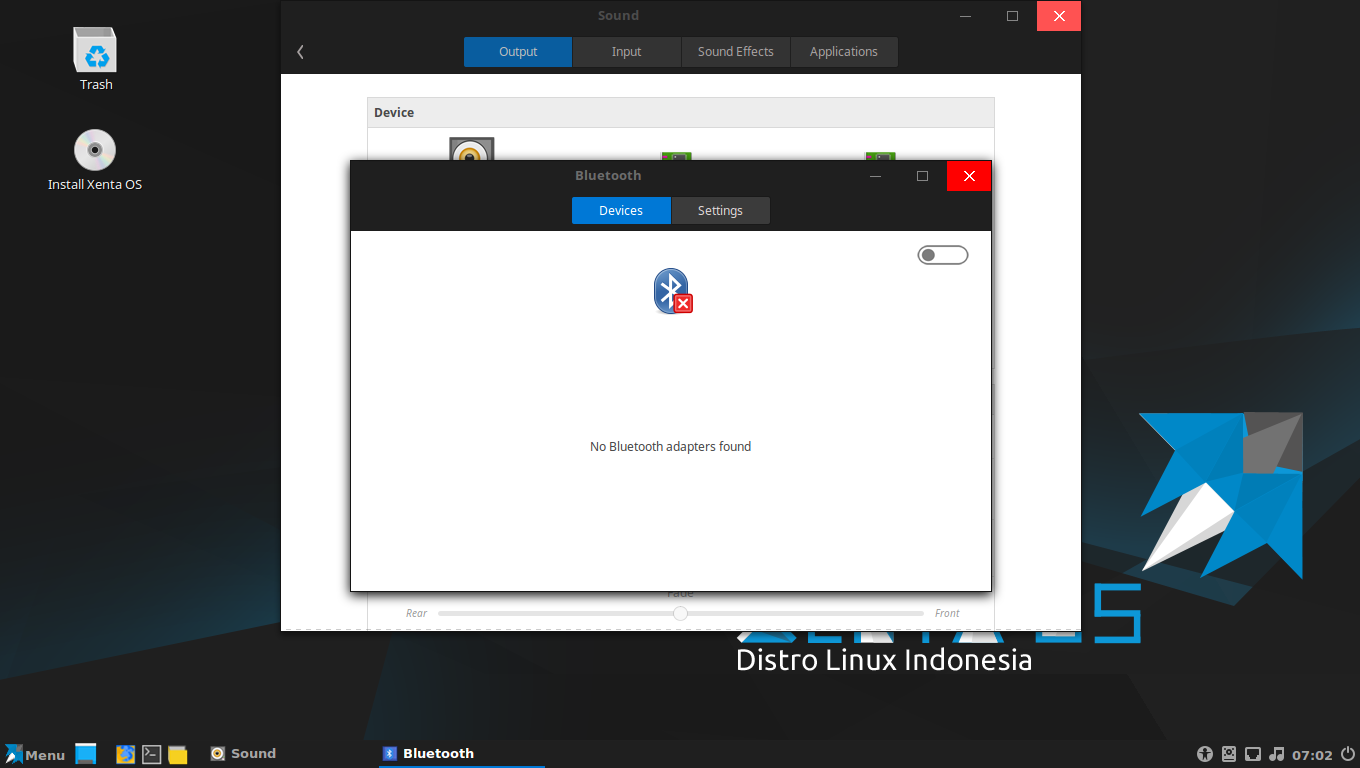 Sound
Output
Input
Sound Effects
Applications
Trash
Device
Install Xenta OS
Bluetooth
Devices
Settings
No Bluetooth adapters found
Fade
Rear
Front
Distro Linux Indonesia
Menu
Sound
Bluetooth
07:02